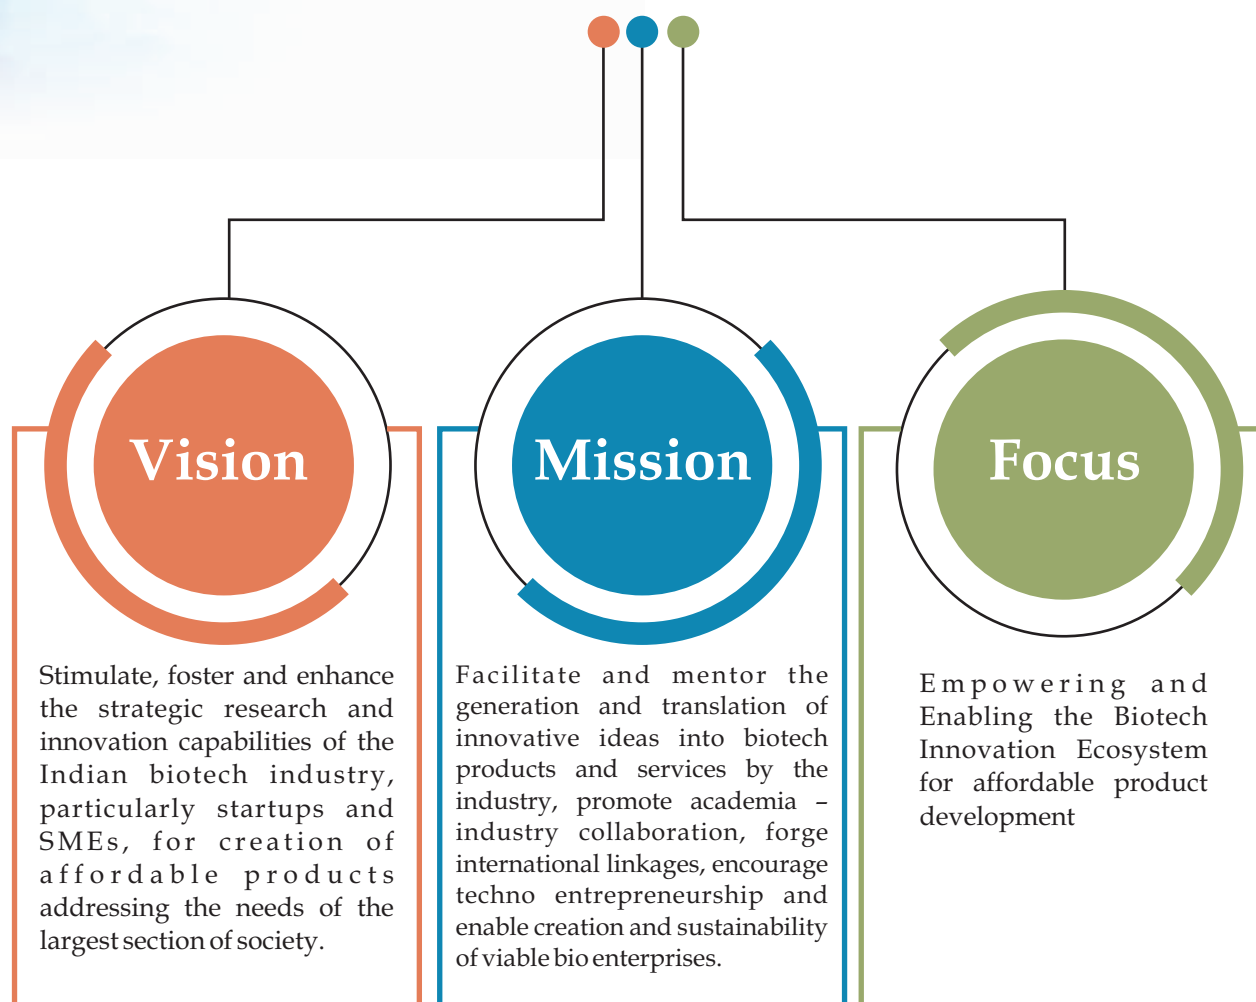 Vision
Stimulate, foster and enhance
the strategic research and
innovation capabilities of the
Indian biotech industry,
particularly startups and
SMEs, for creation of
affordable products
addressing the needs of the
largest section of society.
Mission
Facilitate and mentor the
generation and translation of
innovative ideas into biotech
products and services by the
industry, promote academia –
industry collaboration, forge
international linkages, encourage
techno entrepreneurship and
enable creation and sustainability
of viable bio enterprises.
Focus
Empowering and
Enabling the Biotech
Innovation Ecosystem
for affordable product
development